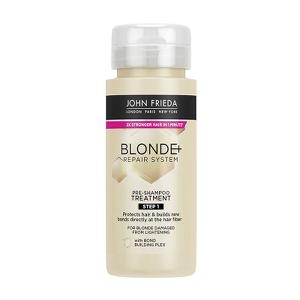 JOHN FRIEDA
LONDON PARIS NEW YORK
2X STRONGER HAIR IN 1 MINUTE*
BLONDE+
REPAIR SYSTEM
PRE-SHAMPOO
TREATMENT
STEP 1
Protects hair & builds new
bonds directly at the hair fiber
FOR BLONDE DAMAGED
FROM LIGHTENING
with BOND
BUILDING PLEX